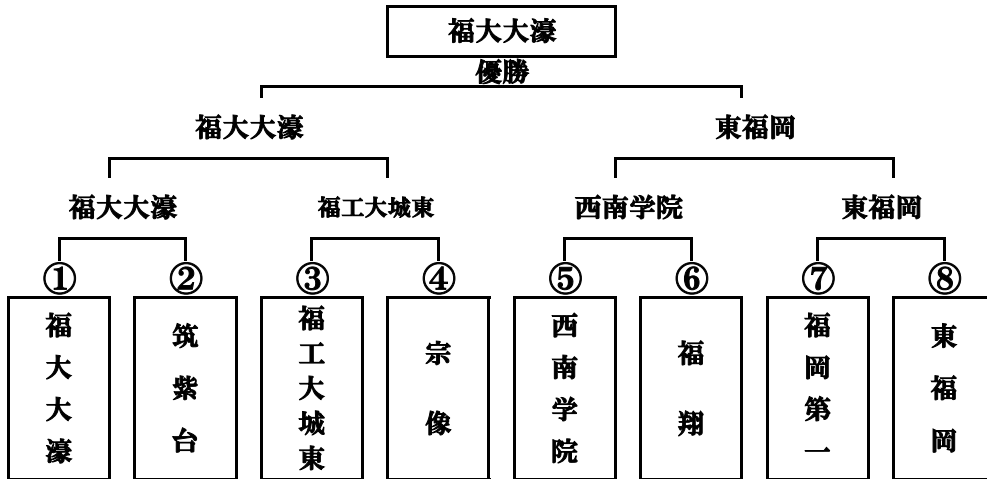 福大大濠
優勝
福大大濠
東福岡
福大大濠
福工大城東
西南学院
東福岡
①
②
③
④
⑤
⑥
⑦
⑧
福大大濠
筑紫台
福工大城東
宗像
西南学院
福翔
福岡第一
東福岡